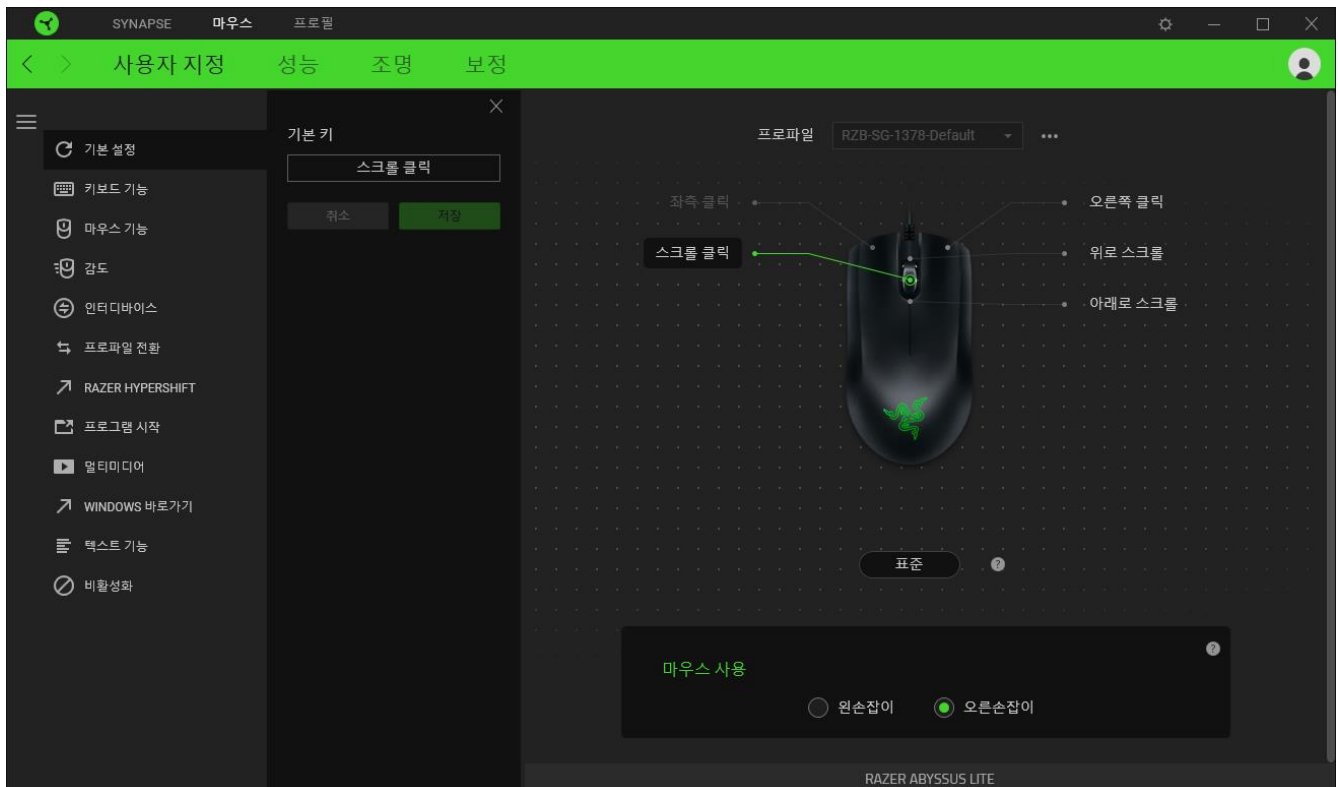 SYNAPSE 마우스 프로필
사용자 지정 성능 조명 보정
기본 설정
키보드 기능
마우스 기능
감도
인터디바이스
프로파일 전환
RAZER HYPERSHIFT
프로그램 시작
멀티미디어
WINDOWS 바로가기
텍스트 기능
비활성화
기본 키
스크롤 클릭
취소 저장
프로파일 RZB-SG-1378-Default
좌측 클릭
스크롤 클릭
오른쪽 클릭
위로 스크롤
아래로 스크롤
표준 ?
마우스 사용 ?
왼손잡이 오른손잡이
RAZER ABYSSUS LITE